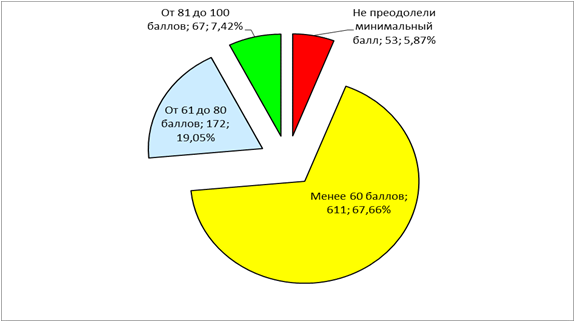 От 81 до 100
баллов; 67; 7,42%
Не преодолели
минимальный
балл; 53; 5,87%
От 61 до 80
баллов; 172;
19,05%
Менее 60 баллов;
611; 67,66%